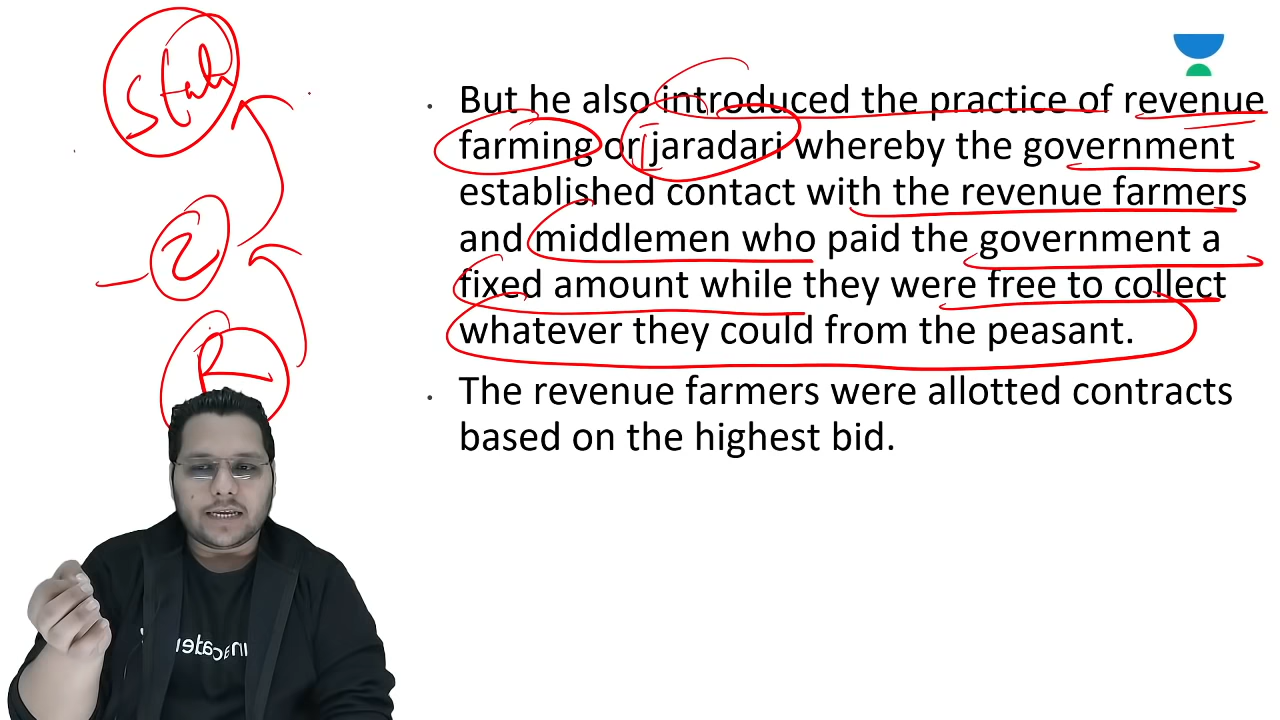 State
But he also introduced the practice of revenue
farming or Ijaradari whereby the government
established contact with the revenue farmers
and middlemen who paid the government a
fixed amount while they were free to collect
whatever they could from the peasant.
Z
R
The revenue farmers were allotted contracts
based on the highest bid.